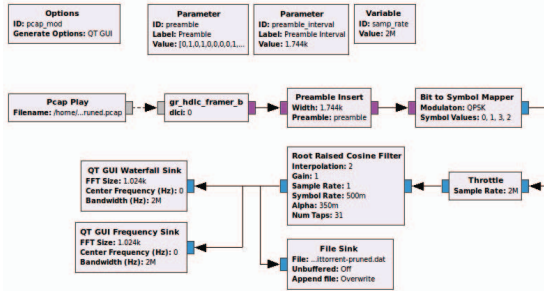 Options
ID: pcap_mod
Generate Options: QT GUI
Parameter
ID: preamble
Label: Preamble
Value: [0,1,0,1,0,0,0,0,1,...
Parameter
ID: preamble_interval
Label: Preamble Interval
Value: 1.744k
Variable
ID: samp_rate
Value: 2M
Pcap Play
Filename: /home/...runed.pcap
gr_hdlc_framer_b
dlci: 0
Preamble Insert
Width: 1.744k
Preamble: preamble
Bit to Symbol Mapper
Modulaton: QPSK
Symbol Values: 0, 1, 3, 2
QT GUI Waterfall Sink
FFT Size: 1.024k
Center Frequency (Hz): 0
Bandwidth (Hz): 2M
Root Raised Cosine Filter
Interpolation: 2
Gain: 1
Sample Rate: 1
Symbol Rate: 500m
Alpha: 350m
Num Taps: 31
Throttle
Sample Rate: 2M
QT GUI Frequency Sink
FFT Size: 1.024k
Center Frequency (Hz): 0
Bandwidth (Hz): 2M
File Sink
File: ...ittorrent-pruned.dat
Unbuffered: Off
Append file: Overwrite